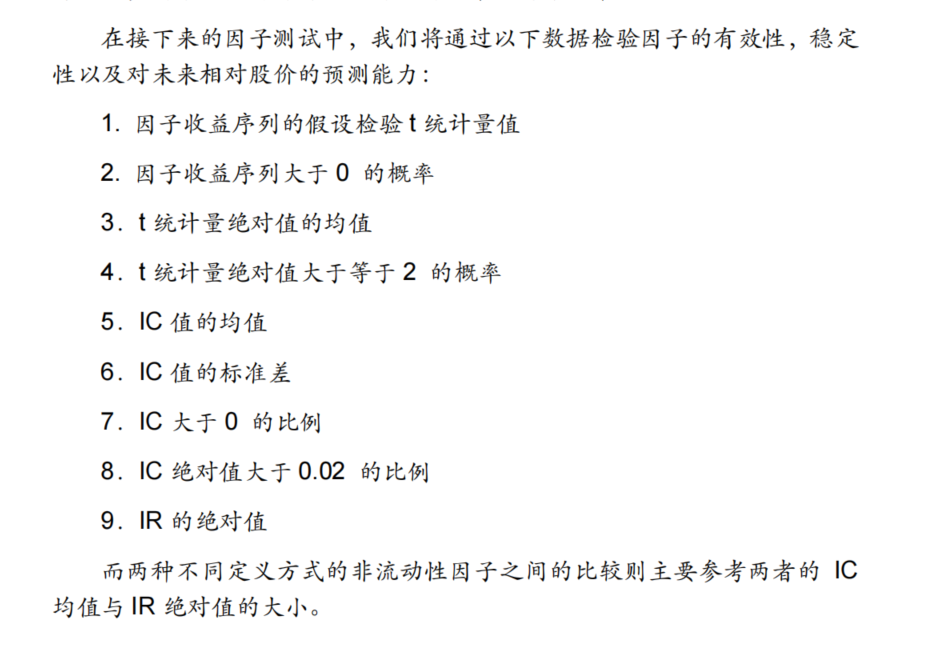 在接下来的因子测试中，我们将通过以下数据检验因子的有效性，稳定
性以及对未来相对股价的预测能力：
1. 因子收益序列的假设检验 t 统计量值
2. 因子收益序列大于 0 的概率
3. t 统计量绝对值的均值
4. t 统计量绝对值大于等于 2 的概率
5. IC 值的均值
6. IC 值的标准差
7. IC 大于 0 的比例
8. IC 绝对值大于 0.02 的比例
9. IR 的绝对值
而两种不同定义方式的非流动性因子之间的比较则主要参考两者的 IC
均值与 IR 绝对值的大小。